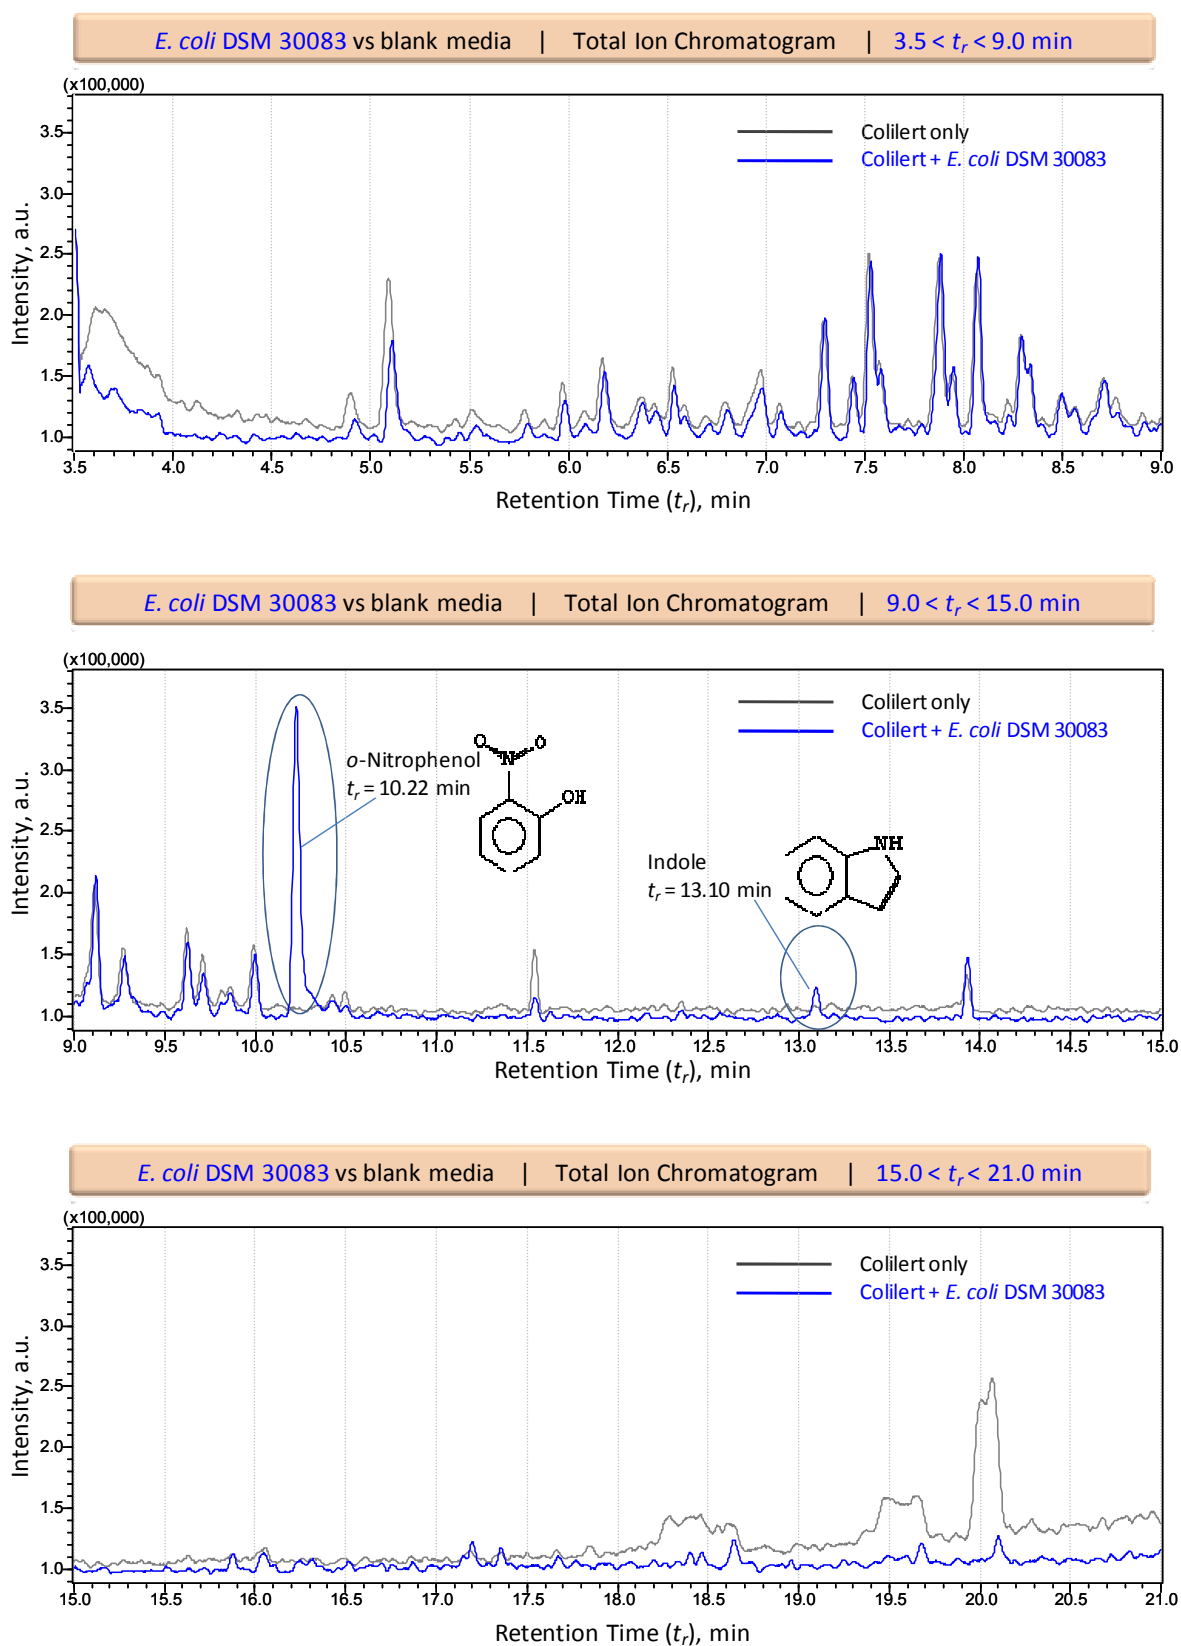 E. coli DSM 30083 vs blank media | Total Ion Chromatogram | 3.5 < tr < 9.0 min
(x100,000)
Colilert only
Colilert + E. coli DSM 30083
3.5
3.0
2.5
2.0
1.5
1.0
Intensity, a.u.
3.5 4.0 4.5 5.0 5.5 6.0 6.5 7.0 7.5 8.0 8.5 9.0
Retention Time (tr), min
E. coli DSM 30083 vs blank media | Total Ion Chromatogram | 9.0 < tr < 15.0 min
(x100,000)
Colilert only
Colilert + E. coli DSM 30083
3.5
3.0
2.5
2.0
1.5
1.0
Intensity, a.u.
o-Nitrophenol
tr = 10.22 min
O N O
OH
Indole
tr = 13.10 min
NH
9.0 9.5 10.0 10.5 11.0 11.5 12.0 12.5 13.0 13.5 14.0 14.5 15.0
Retention Time (tr), min
E. coli DSM 30083 vs blank media | Total Ion Chromatogram | 15.0 < tr < 21.0 min
(x100,000)
Colilert only
Colilert + E. coli DSM 30083
3.5
3.0
2.5
2.0
1.5
1.0
Intensity, a.u.
15.0 15.5 16.0 16.5 17.0 17.5 18.0 18.5 19.0 19.5 20.0 20.5 21.0
Retention Time (tr), min